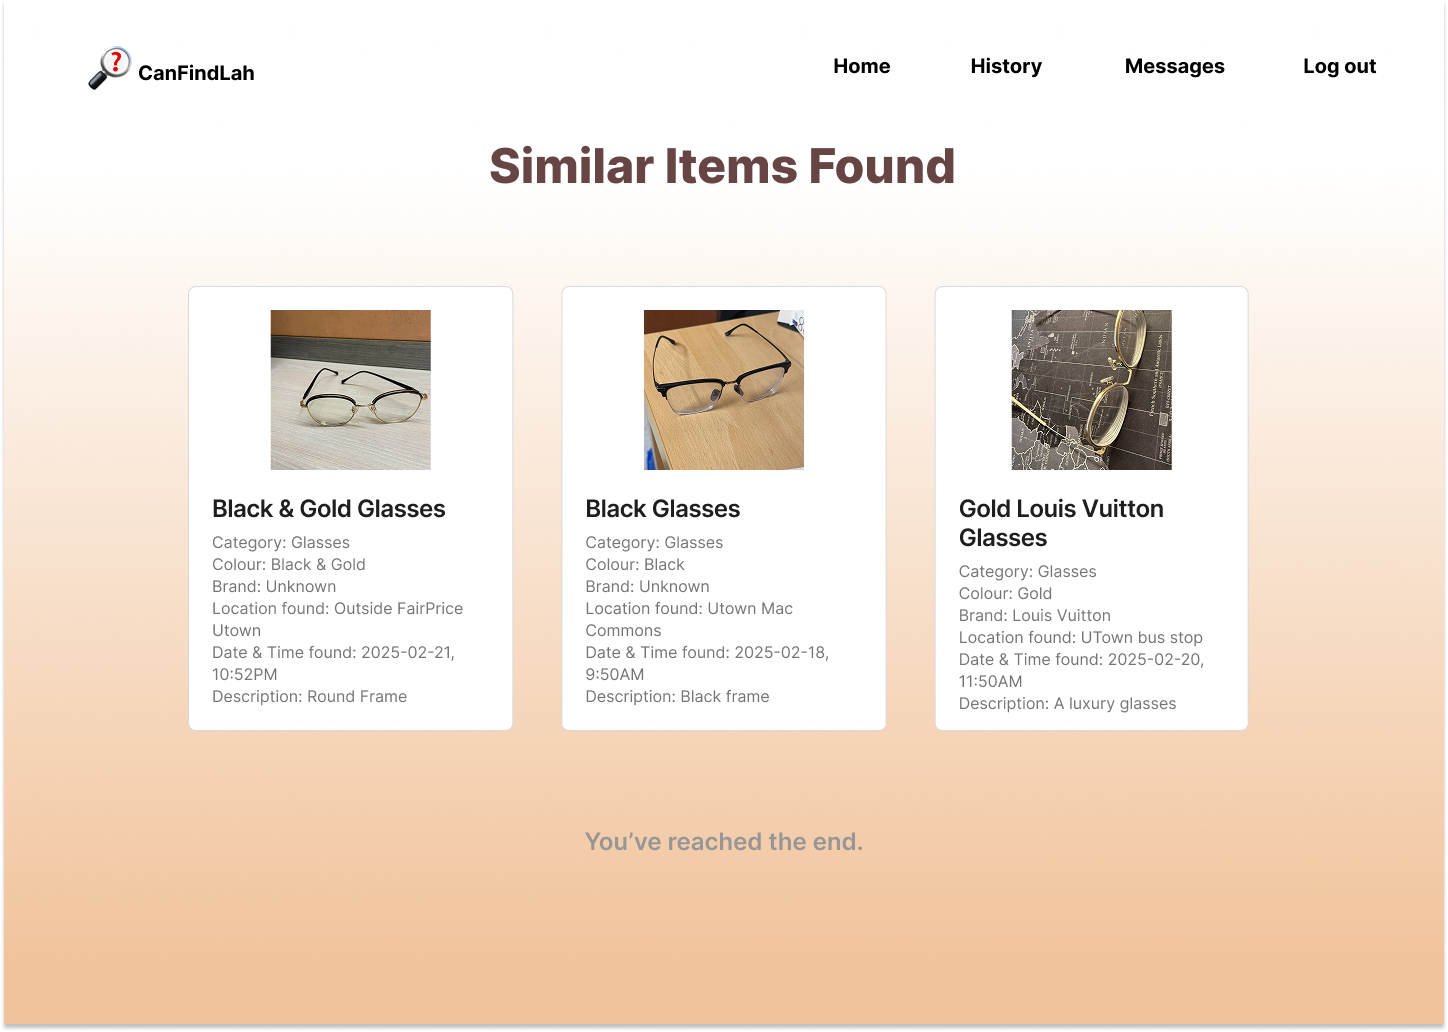 CanFindLah
Home
History
Messages
Log out
Similar Items Found
Black & Gold Glasses
Category: Glasses
Colour: Black & Gold
Brand: Unknown
Location found: Outside FairPrice
Utown
Date & Time found: 2025-02-21,
10:52PM
Description: Round Frame
Black Glasses
Category: Glasses
Colour: Black
Brand: Unknown
Location found: Utown Mac
Commons
Date & Time found: 2025-02-18,
9:50AM
Description: Black frame
Gold Louis Vuitton
Glasses
Category: Glasses
Colour: Gold
Brand: Louis Vuitton
Location found: UTown bus stop
Date & Time found: 2025-02-20,
11:50AM
Description: A luxury glasses
You’ve reached the end.